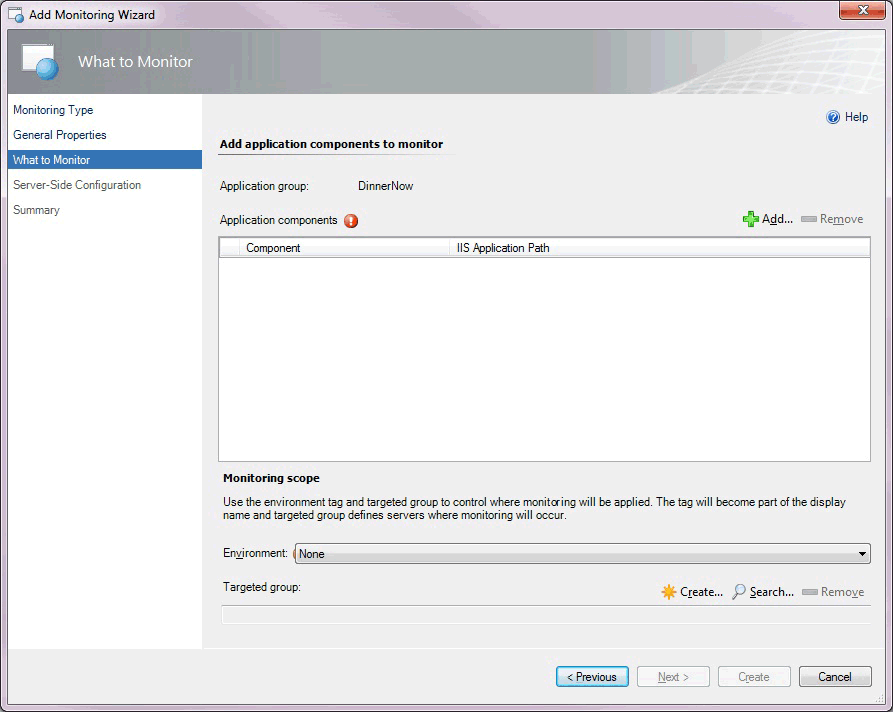 Add Monitoring Wizard
What to Monitor
Monitoring Type
General Properties
What to Monitor
Server-Side Configuration
Summary
Help
Add application components to monitor
Application group: DinnerNow
Application components
Add... Remove
Component IIS Application Path
Monitoring scope
Use the environment tag and targeted group to control where monitoring will be applied. The tag will become part of the display
name and targeted group defines servers where monitoring will occur.
Environment: None
Targeted group:
Create... Search... Remove
< Previous Next > Create Cancel